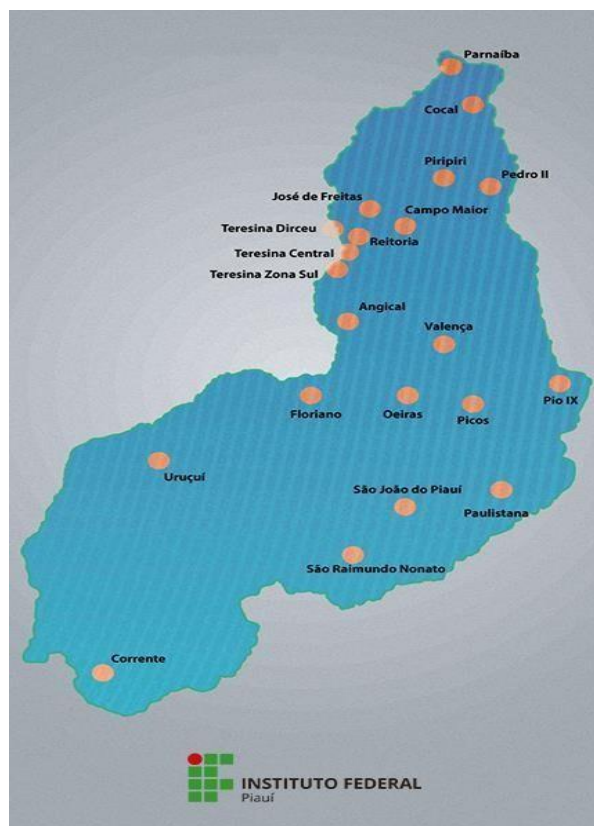 Parnaíba
Cocal
Piripiri
Pedro II
José de Freitas
Campo Maior
Teresina Dirceu
Reitoria
Teresina Central
Teresina Zona Sul
Angical
Valença
Pio IX
Floriano
Oeiras
Picos
Uruçuí
São João do Piauí
Paulistana
São Raimundo Nonato
Corrente
INSTITUTO FEDERAL
Piauí